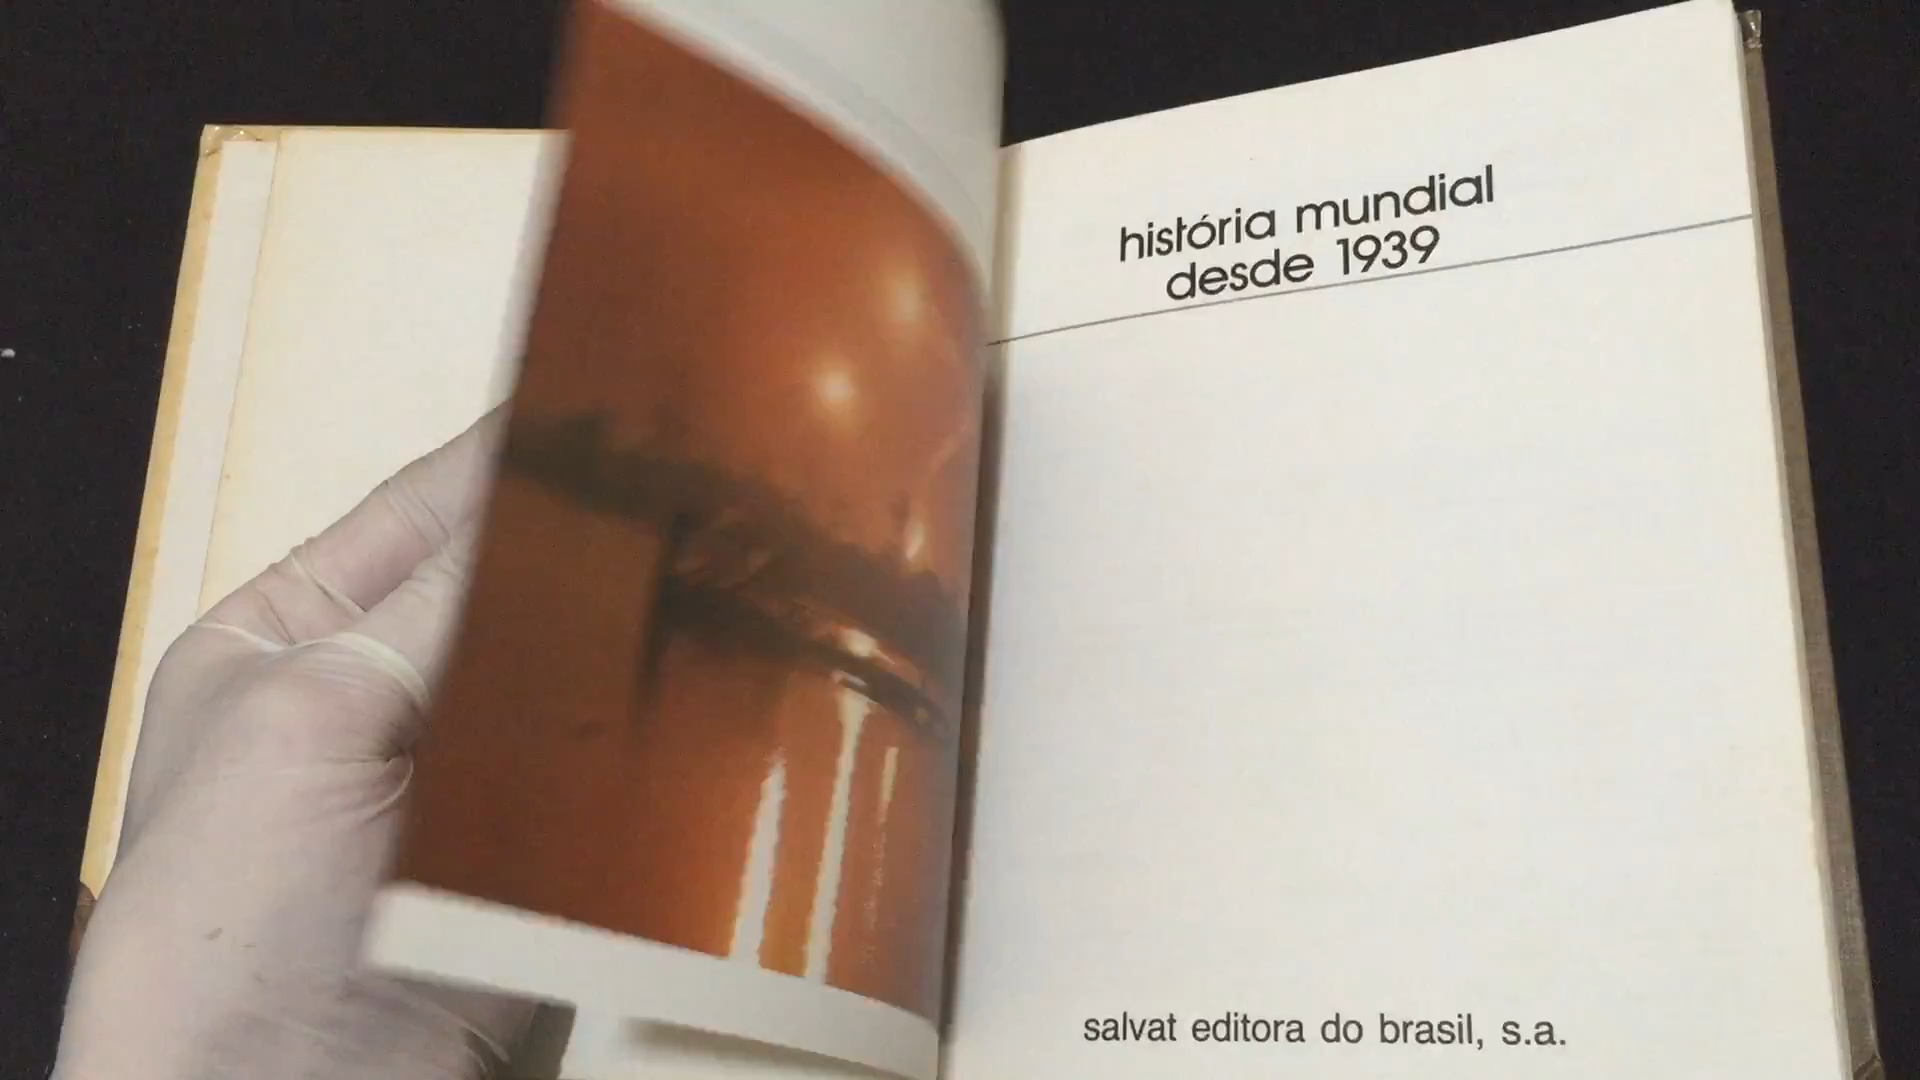 história mundial
desde 1939
salvat editora do brasil, s.a.